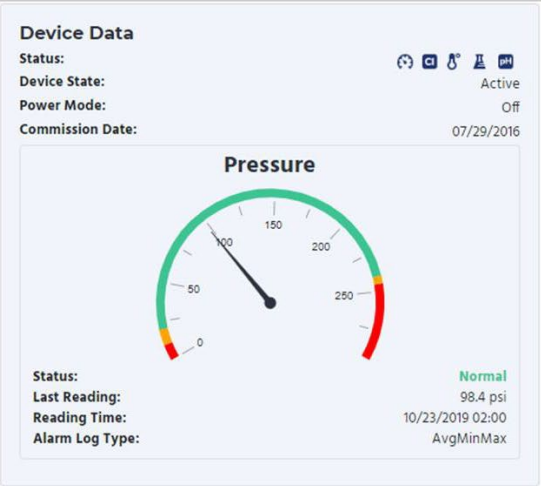 Device Data
Status: Cl pH
Device State: Active
Power Mode: Off
Commission Date: 07/29/2016
Pressure
0
50
100
150
200
250
Status: Normal
Last Reading: 98.4 psi
Reading Time: 10/23/2019 02:00
Alarm Log Type: AvgMinMax